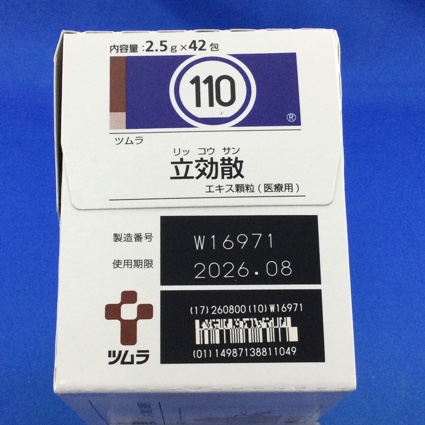 内容量：2.5g×42包
110
®
ツムラ
リッ コウ サン
立効散
エキス顆粒(医療用)
製造番号 W16971
使用期限 2026.08
(17)260800(10)W16971
(01)14987138811049
ツムラ